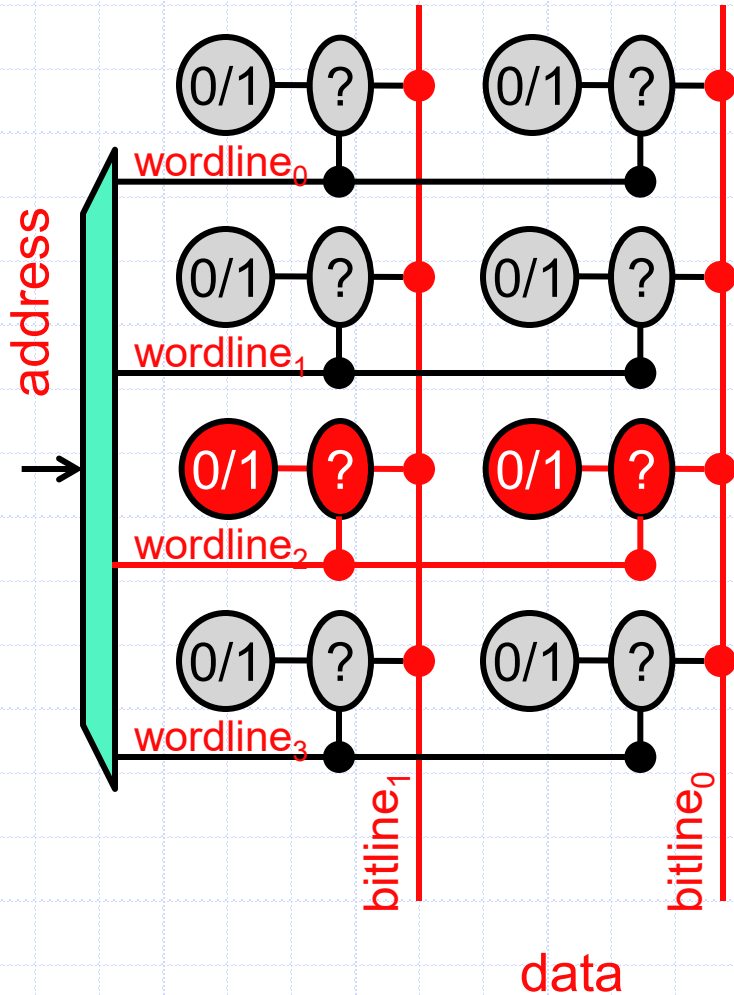 0/1 ? 0/1 ?
wordline₀
address
0/1 ? 0/1 ?
wordline₁
0/1 ? 0/1 ?
wordline₂
0/1 ? 0/1 ?
wordline₃
bitline₁ bitline₀
data